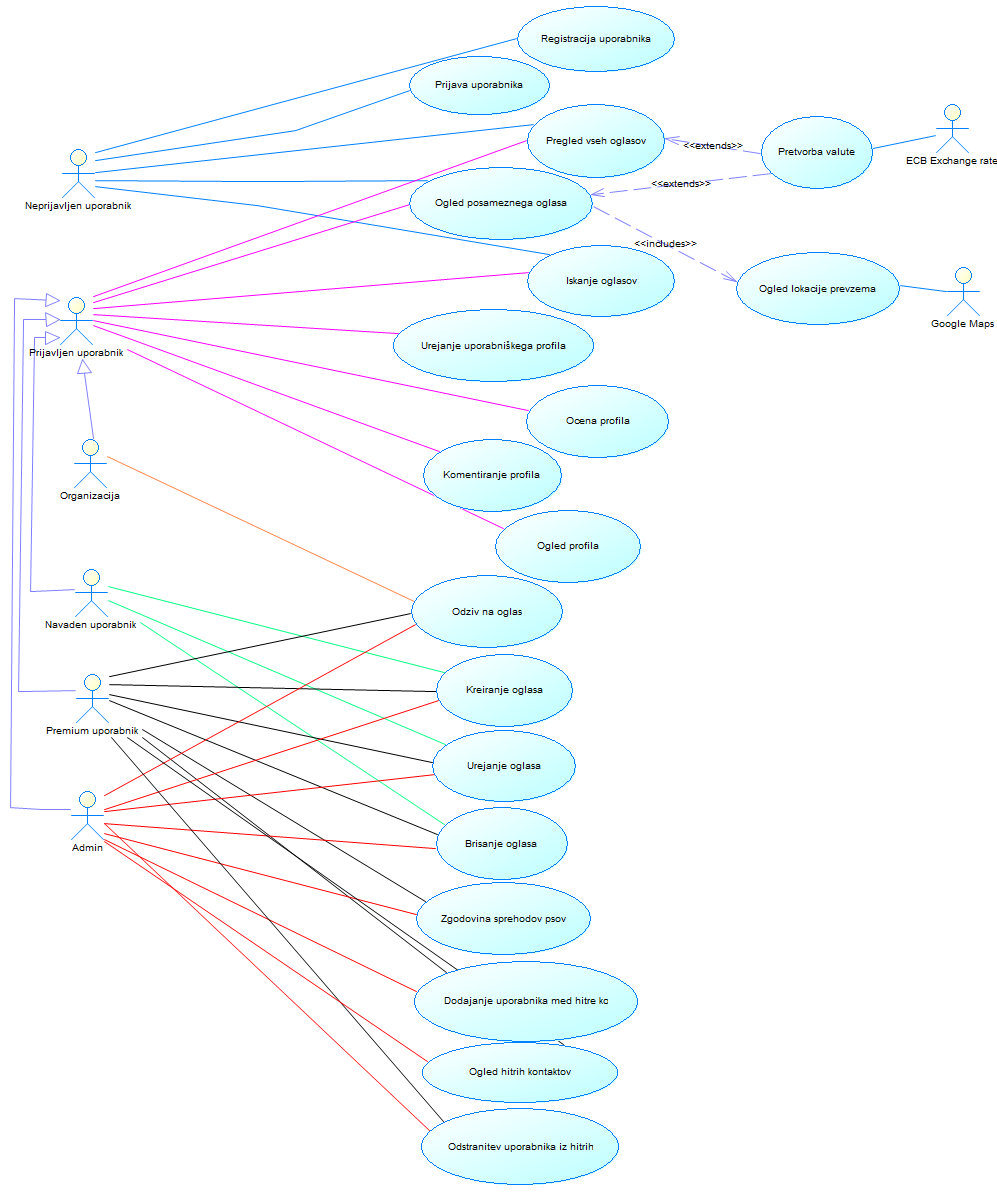 Registracija uporabnika
Prijava uporabnika
Pregled vseh oglasov
<<extends>>
Pretvorba valute
ECB Exchange rate
Neprijavljen uporabnik
Ogled posameznega oglasa
<<extends>>
<<includes>>
Iskanje oglasov
Ogled lokacije prevzema
Google Maps
Prijavljen uporabnik
Urejanje uporabniškega profila
Ocena profila
Komentiranje profila
Organizacija
Ogled profila
Odziv na oglas
Navaden uporabnik
Kreiranje oglasa
Premium uporabnik
Urejanje oglasa
Admin
Brisanje oglasa
Zgodovina sprehodov psov
Dodajanje uporabnika med hitre kc
Ogled hitrih kontaktov
Odstranitev uporabnika iz hitrih